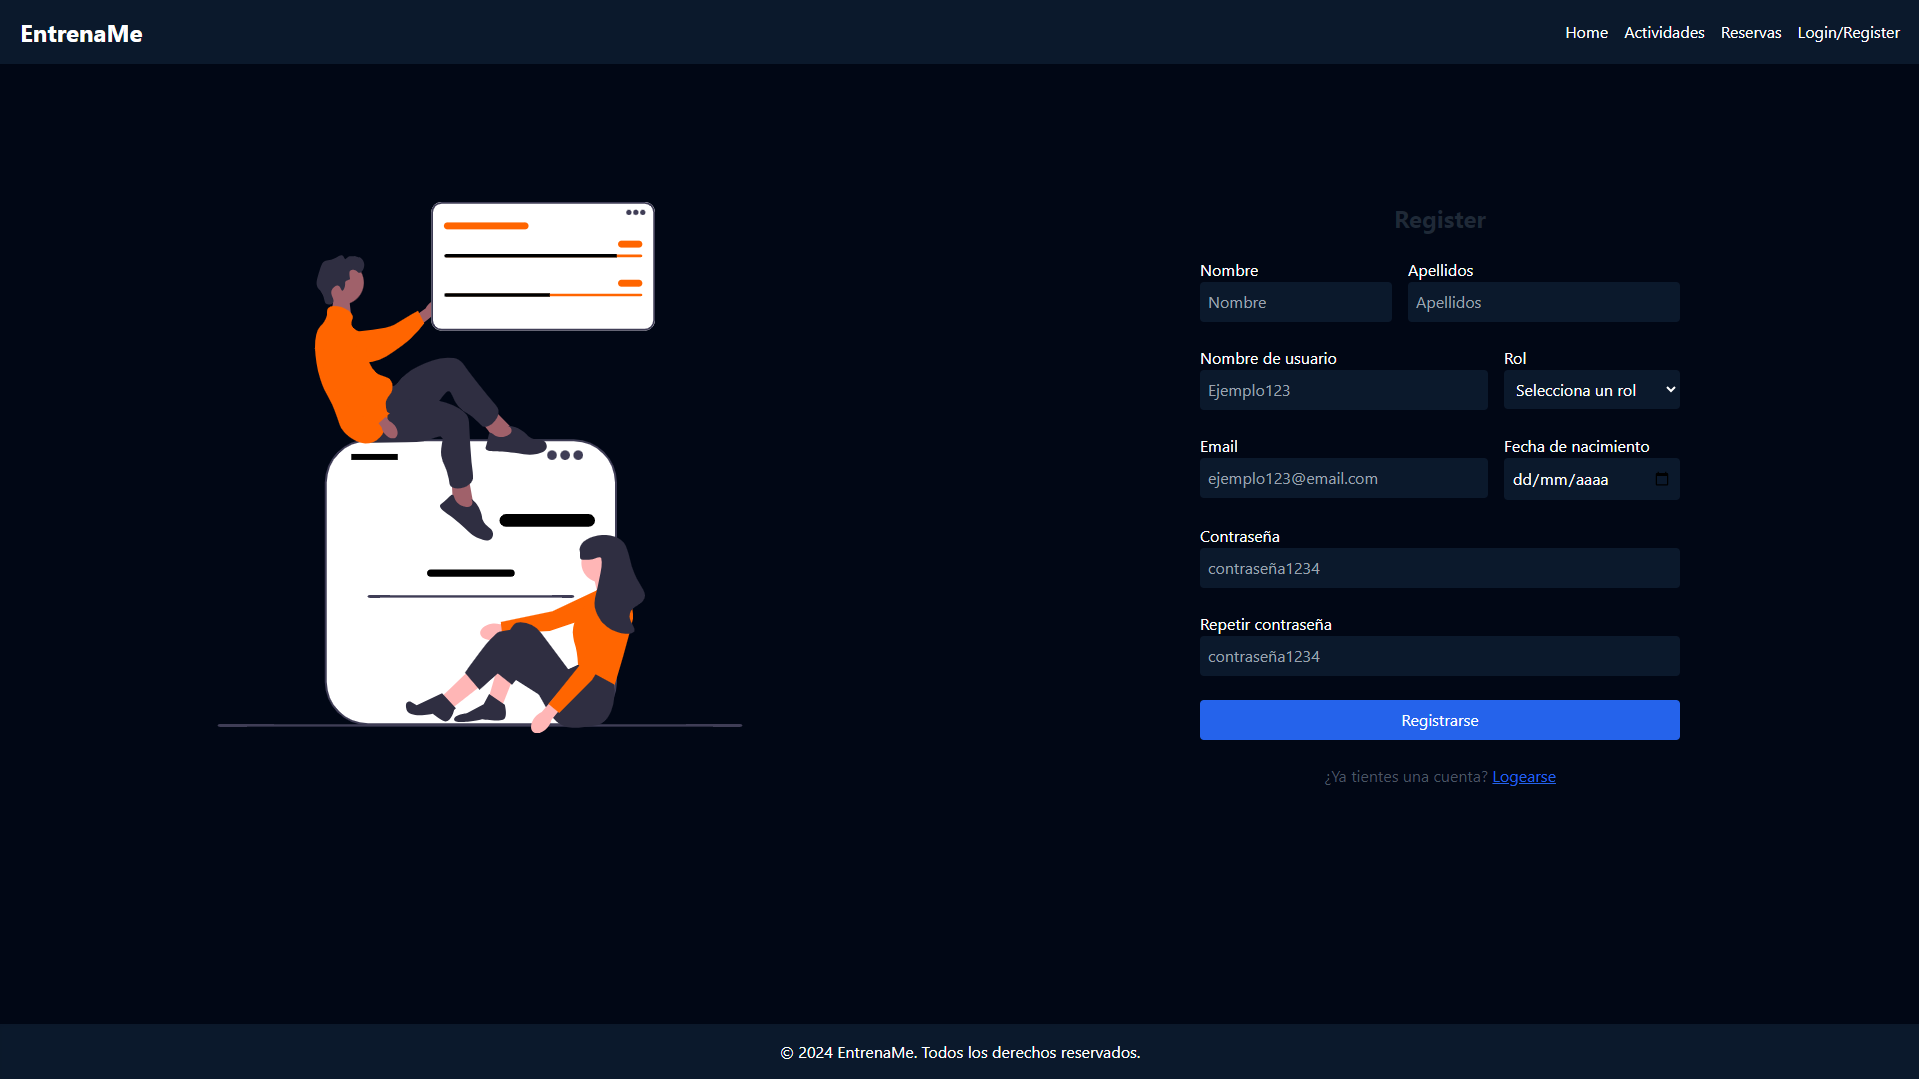 EntrenaMe
Home Actividades Reservas Login/Register
Register
Nombre Apellidos
Nombre Apellidos
Nombre de usuario Rol
Ejemplo123 Selecciona un rol
Email Fecha de nacimiento
ejemplo123@email.com dd/mm/aaaa
Contraseña
contraseña1234
Repetir contraseña
contraseña1234
Registrarse
¿Ya tientes una cuenta? Logearse
© 2024 EntrenaMe. Todos los derechos reservados.